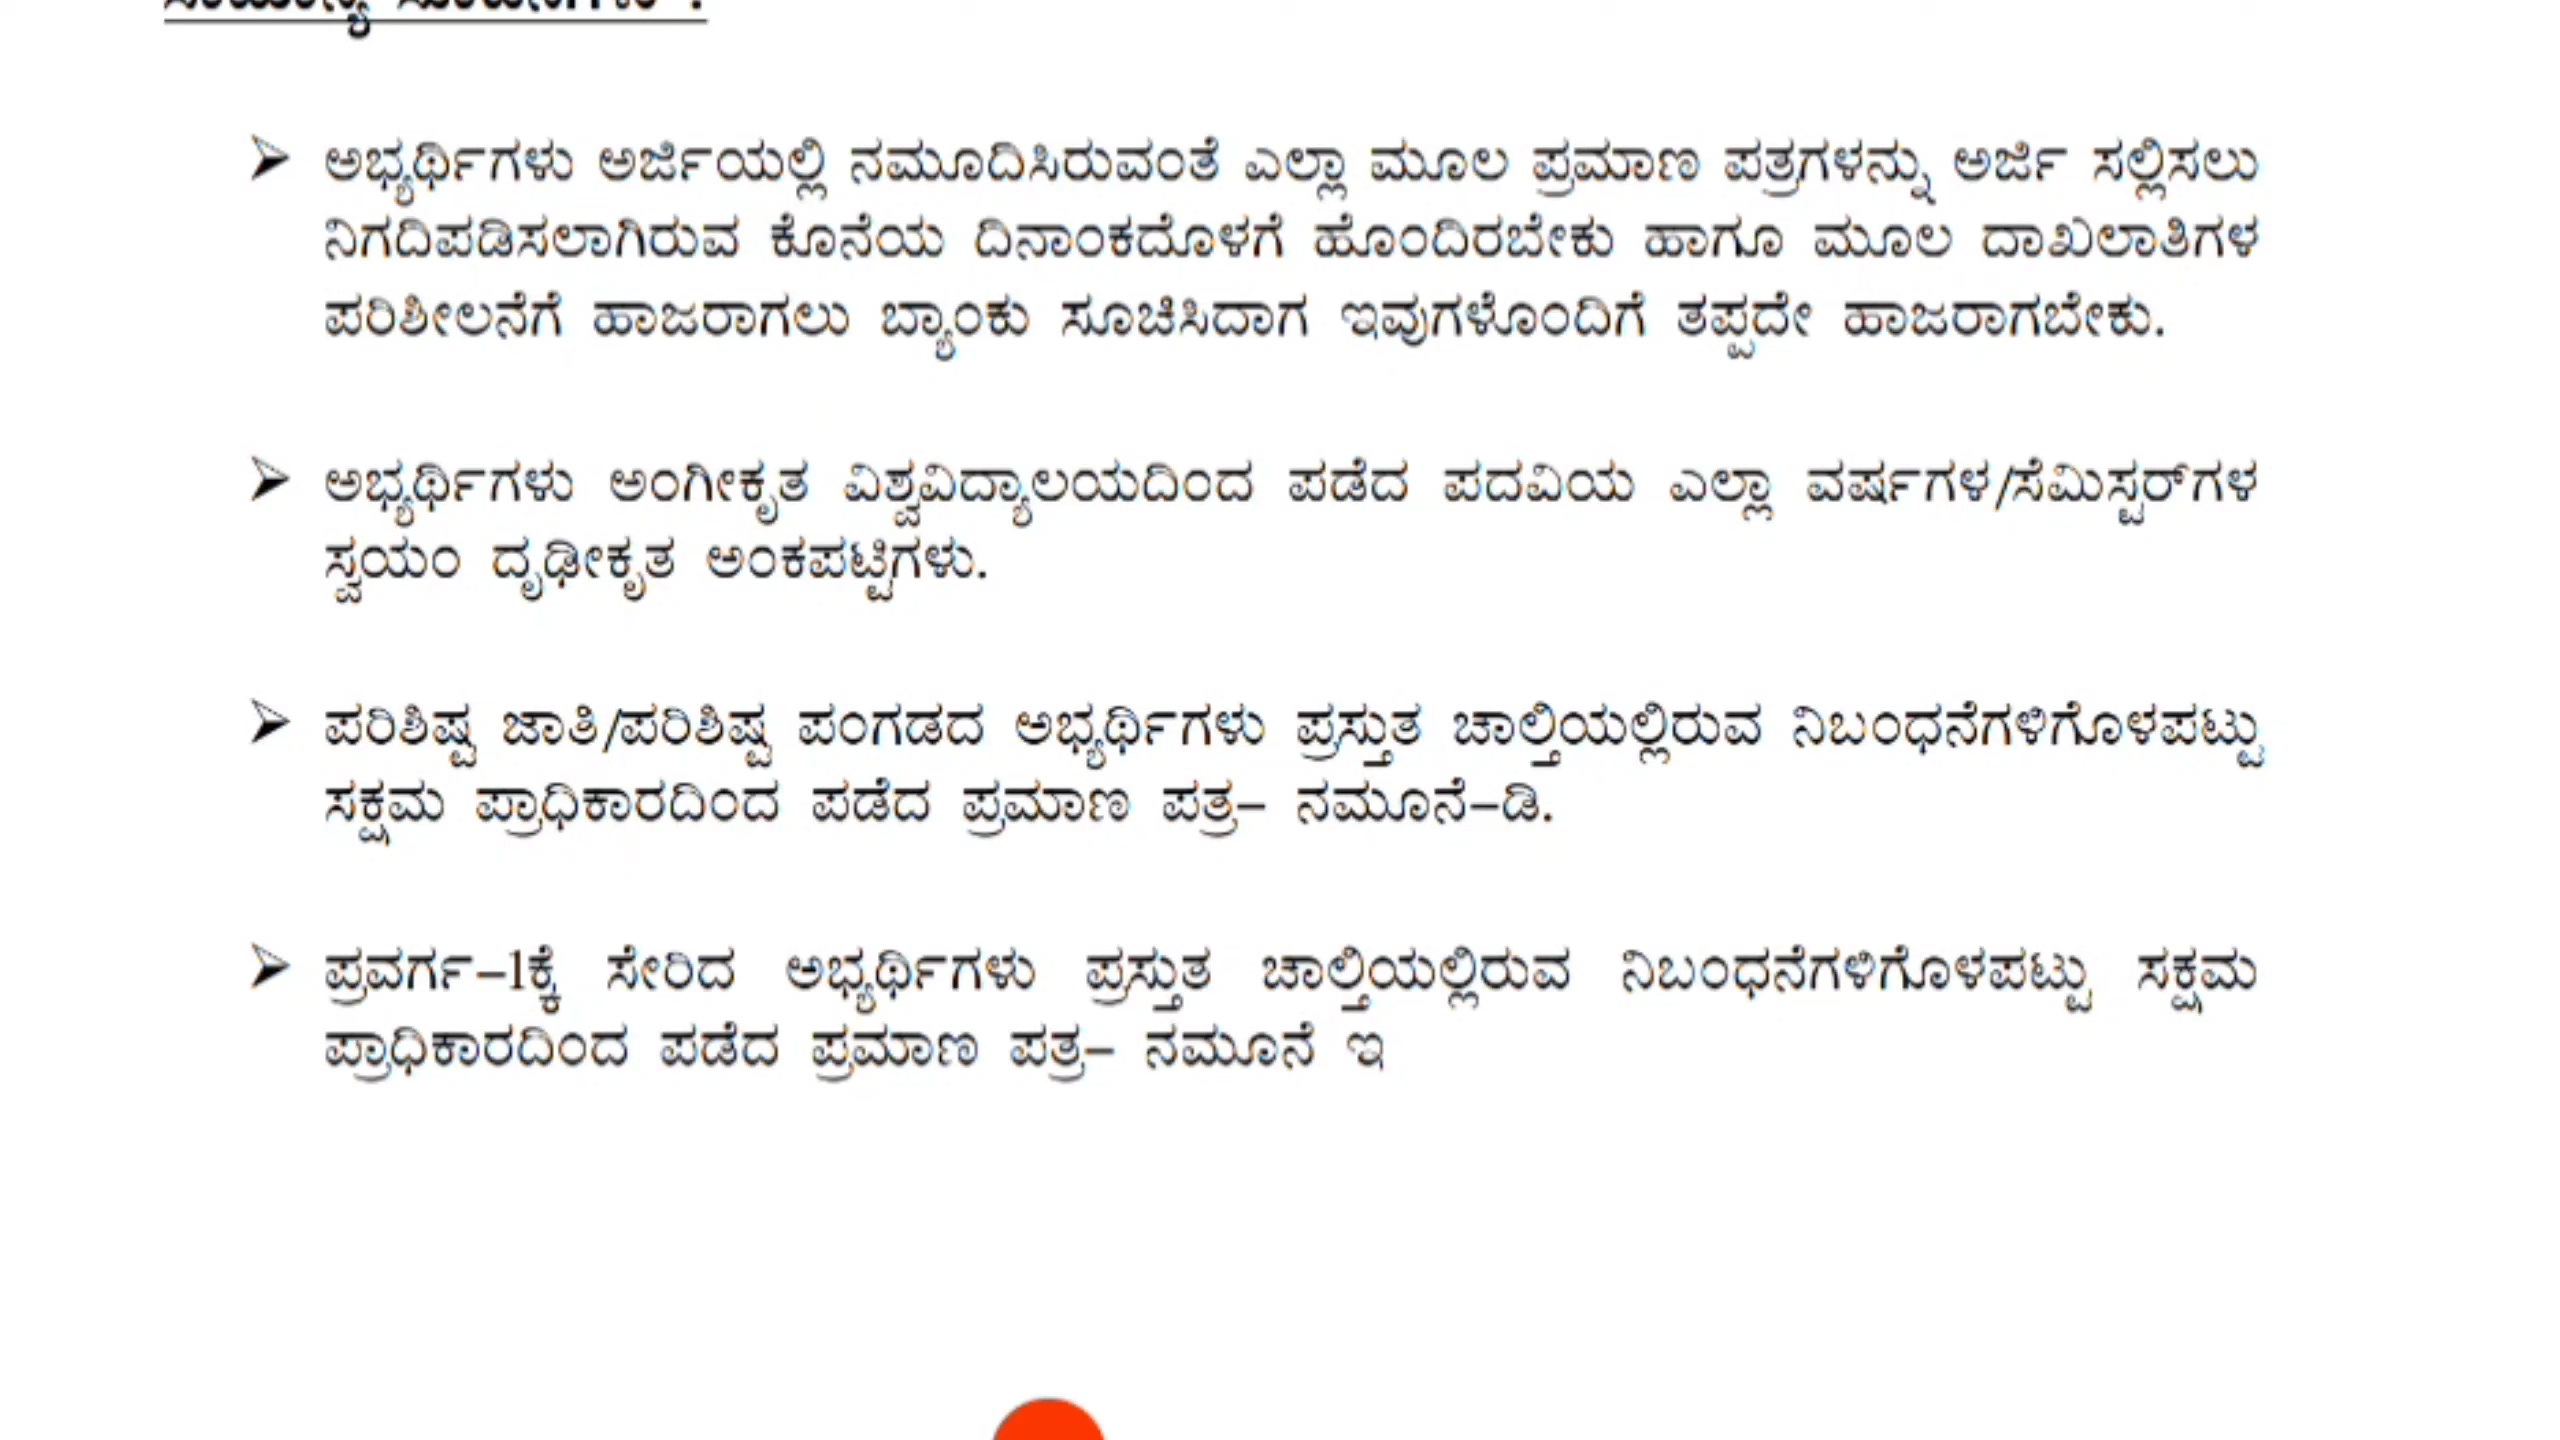 ➢ ಅಭ್ಯರ್ಥಿಗಳು ಅರ್ಜಿಯಲ್ಲಿ ನಮೂದಿಸಿರುವಂತೆ ಎಲ್ಲಾ ಮೂಲ ಪ್ರಮಾಣ ಪತ್ರಗಳನ್ನು ಅರ್ಜಿ ಸಲ್ಲಿಸಲು
ನಿಗದಿಪಡಿಸಲಾಗಿರುವ ಕೊನೆಯ ದಿನಾಂಕದೊಳಗೆ ಹೊಂದಿರಬೇಕು ಹಾಗೂ ಮೂಲ ದಾಖಲಾತಿಗಳ
ಪರಿಶೀಲನೆಗೆ ಹಾಜರಾಗಲು ಬ್ಯಾಂಕು ಸೂಚಿಸಿದಾಗ ಇವುಗಳೊಂದಿಗೆ ತಪ್ಪದೇ ಹಾಜರಾಗಬೇಕು.
➢ ಅಭ್ಯರ್ಥಿಗಳು ಅಂಗೀಕೃತ ವಿಶ್ವವಿದ್ಯಾಲಯದಿಂದ ಪಡೆದ ಪದವಿಯ ಎಲ್ಲಾ ವರ್ಷಗಳ/ಸೆಮಿಸ್ಟರ್‌ಗಳ
ಸ್ವಯಂ ದೃಢೀಕೃತ ಅಂಕಪಟ್ಟಿಗಳು.
➢ ಪರಿಶಿಷ್ಟ ಜಾತಿ/ಪರಿಶಿಷ್ಟ ಪಂಗಡದ ಅಭ್ಯರ್ಥಿಗಳು ಪ್ರಸ್ತುತ ಚಾಲ್ತಿಯಲ್ಲಿರುವ ನಿಬಂಧನೆಗಳಿಗೊಳಪಟ್ಟು
ಸಕ್ಷಮ ಪ್ರಾಧಿಕಾರದಿಂದ ಪಡೆದ ಪ್ರಮಾಣ ಪತ್ರ– ನಮೂನೆ–ಡಿ.
➢ ಪ್ರವರ್ಗ–1ಕ್ಕೆ ಸೇರಿದ ಅಭ್ಯರ್ಥಿಗಳು ಪ್ರಸ್ತುತ ಚಾಲ್ತಿಯಲ್ಲಿರುವ ನಿಬಂಧನೆಗಳಿಗೊಳಪಟ್ಟು ಸಕ್ಷಮ
ಪ್ರಾಧಿಕಾರದಿಂದ ಪಡೆದ ಪ್ರಮಾಣ ಪತ್ರ– ನಮೂನೆ ಇ